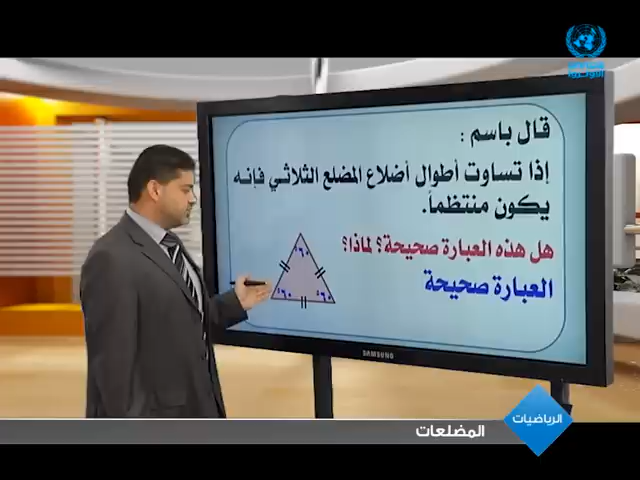 قال باسم :
إذا تساوت أطوال أضلاع المضلع الثلاثي فإنه
يكون منتظماً.
هل هذه العبارة صحيحة؟ لماذا؟
العبارة صحيحة
°٦٠
°٦٠
°٦٠
SAMSUNG
الرياضيات
المضلعات